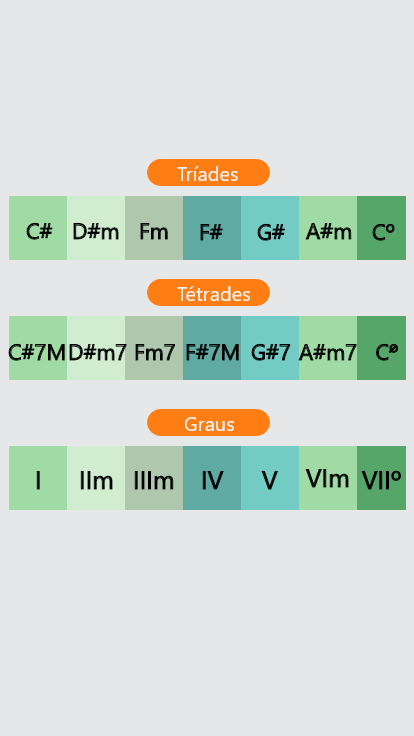 Tríades
C# D#m Fm F# G# A#m Cº
Tétrades
C#7M D#m7 Fm7 F#7M G#7 A#m7 Cø
Graus
I IIm IIIm IV V VIm VIIº